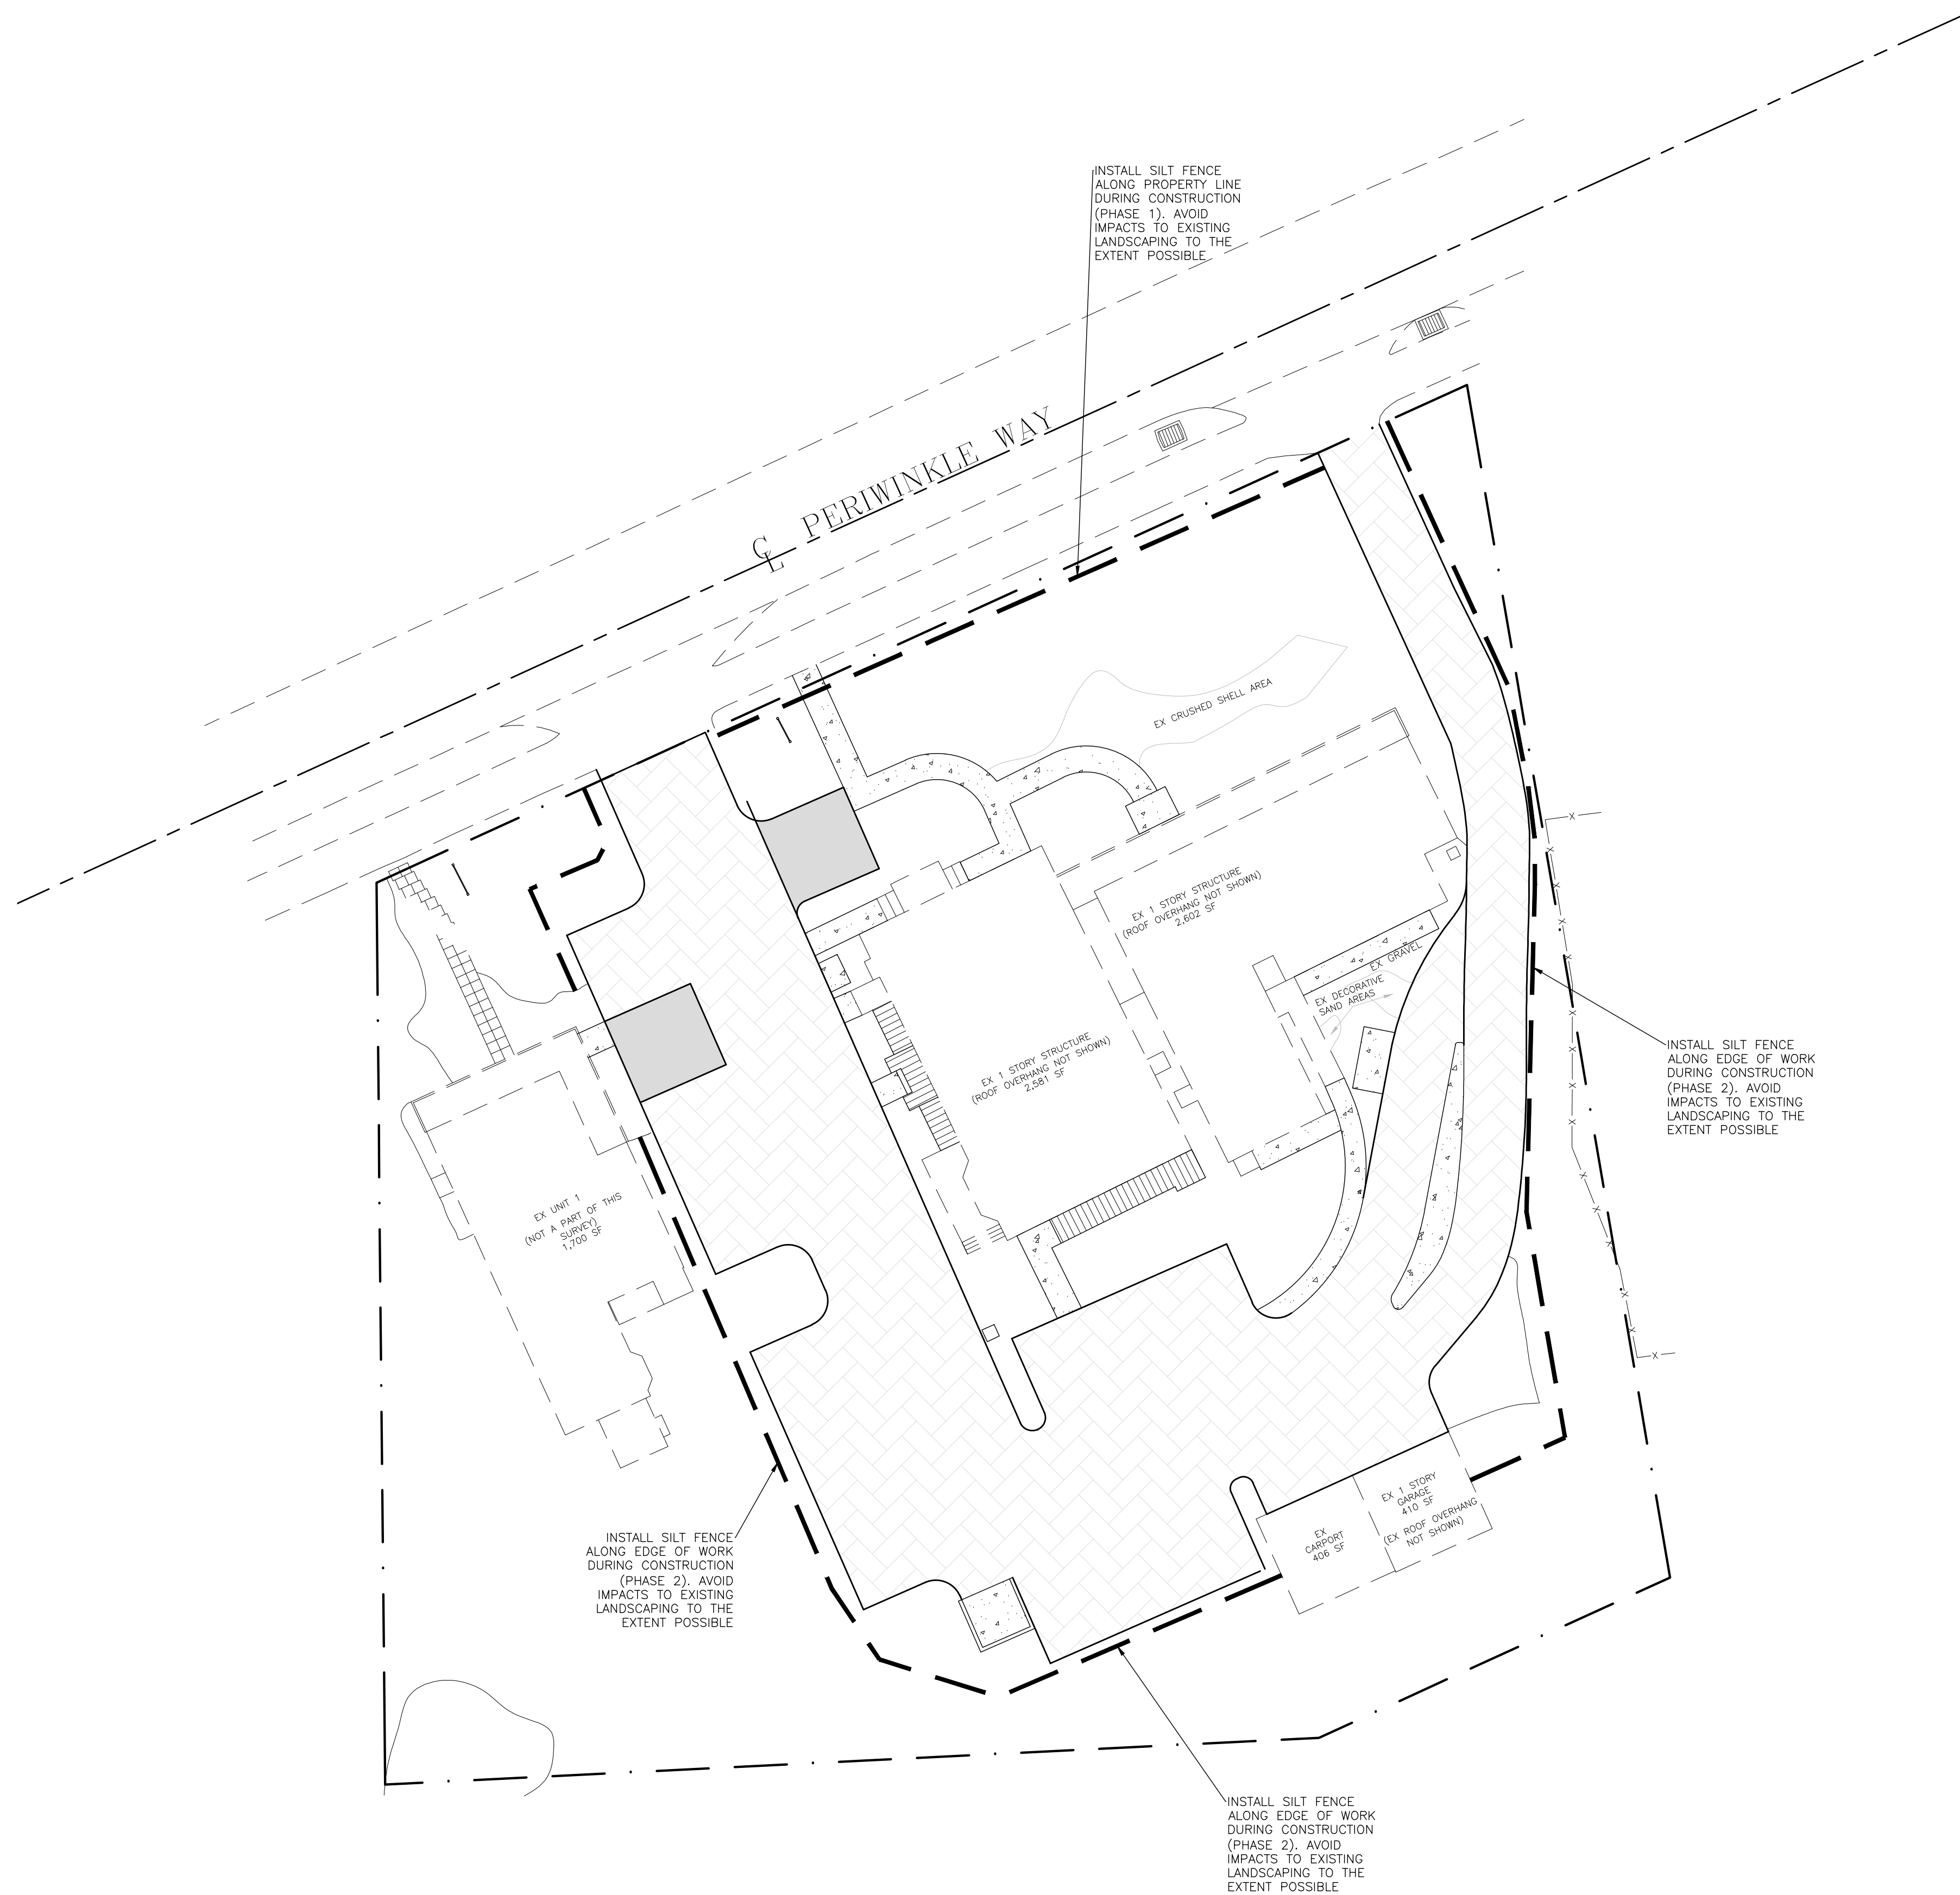 INSTALL SILT FENCE
ALONG PROPERTY LINE
DURING CONSTRUCTION
(PHASE 1). AVOID
IMPACTS TO EXISTING
LANDSCAPING TO THE
EXTENT POSSIBLE
℄ PERIWINKLE WAY
EX CRUSHED SHELL AREA
EX 1 STORY STRUCTURE
(ROOF OVERHANG NOT SHOWN)
2,602 SF
EX GRAVEL
EX DECORATIVE
SAND AREAS
EX 1 STORY STRUCTURE
(ROOF OVERHANG NOT SHOWN)
2,581 SF
INSTALL SILT FENCE
ALONG EDGE OF WORK
DURING CONSTRUCTION
(PHASE 2). AVOID
IMPACTS TO EXISTING
LANDSCAPING TO THE
EXTENT POSSIBLE
EX UNIT 1
(NOT A PART OF THIS
SURVEY)
1,700 SF
EX 1 STORY
GARAGE
410 SF
(EX ROOF OVERHANG
NOT SHOWN)
EX
CARPORT
406 SF
INSTALL SILT FENCE
ALONG EDGE OF WORK
DURING CONSTRUCTION
(PHASE 2). AVOID
IMPACTS TO EXISTING
LANDSCAPING TO THE
EXTENT POSSIBLE
INSTALL SILT FENCE
ALONG EDGE OF WORK
DURING CONSTRUCTION
(PHASE 2). AVOID
IMPACTS TO EXISTING
LANDSCAPING TO THE
EXTENT POSSIBLE